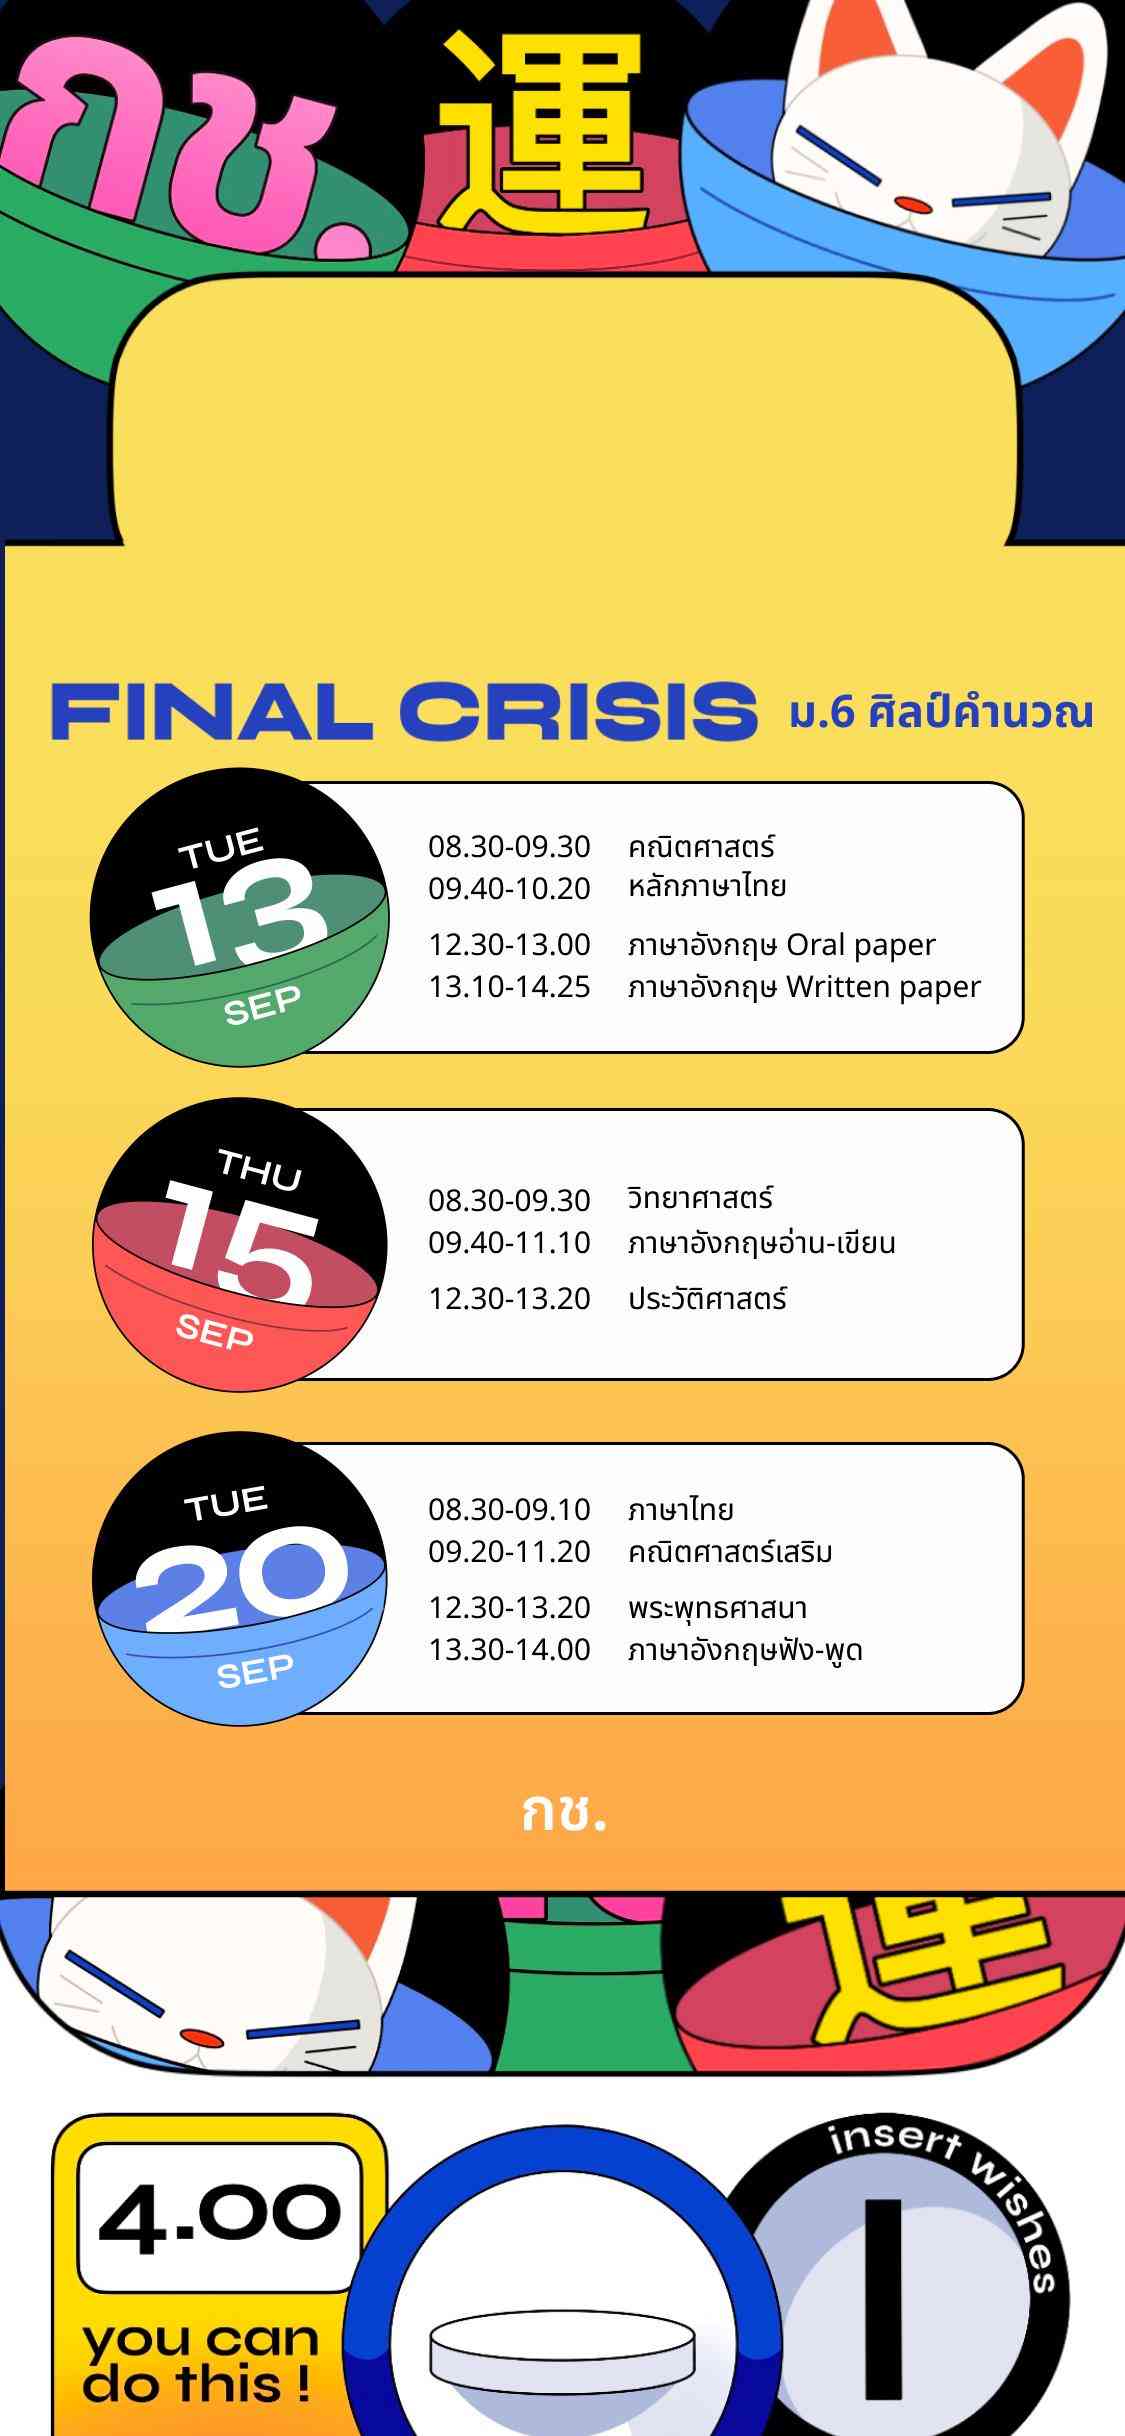 กช.
運
FINAL CRISIS ม.6 ศิลป์คำนวณ
TUE
13
SEP
08.30-09.30 คณิตศาสตร์
09.40-10.20 หลักภาษาไทย
12.30-13.00 ภาษาอังกฤษ Oral paper
13.10-14.25 ภาษาอังกฤษ Written paper
THU
15
SEP
08.30-09.30 วิทยาศาสตร์
09.40-11.10 ภาษาอังกฤษอ่าน-เขียน
12.30-13.20 ประวัติศาสตร์
TUE
20
SEP
08.30-09.10 ภาษาไทย
09.20-11.20 คณิตศาสตร์เสริม
12.30-13.20 พระพุทธศาสนา
13.30-14.00 ภาษาอังกฤษฟัง-พูด
กช.
運
4.00
you can
do this !
insert wishes